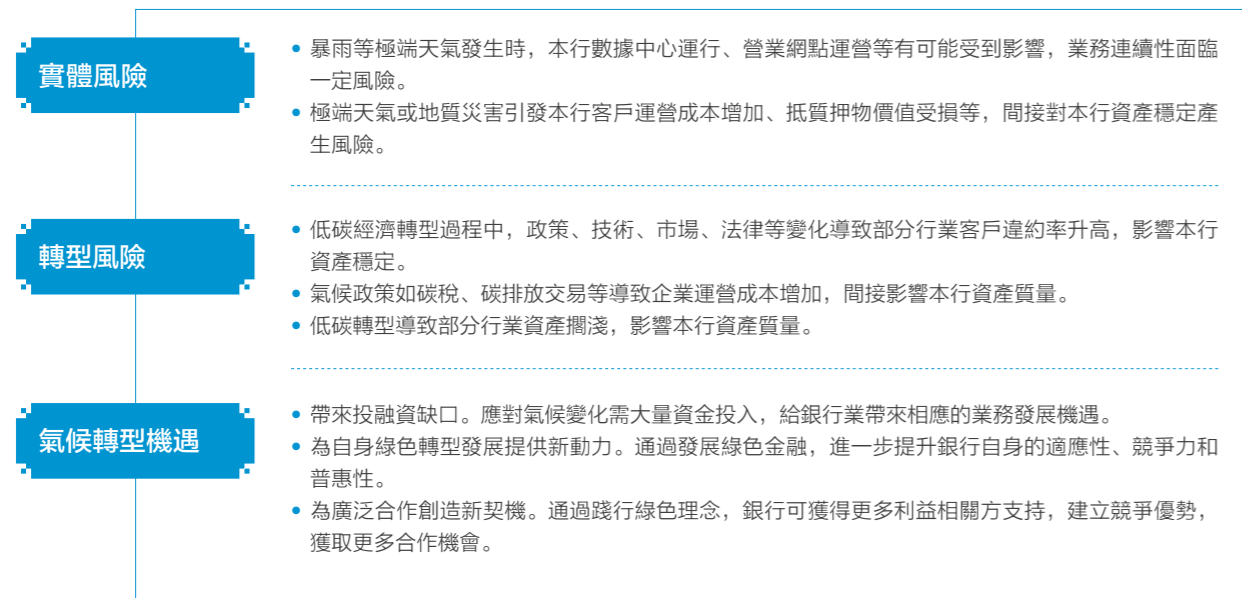 實體風險
• 暴雨等極端天氣發生時，本行數據中心運行、營業網點運營等有可能受到影響，業務連續性面臨
一定風險。
• 極端天氣或地質災害引發本行客戶運營成本增加、抵質押物價值受損等，間接對本行資產穩定產
生風險。
轉型風險
• 低碳經濟轉型過程中，政策、技術、市場、法律等變化導致部分行業客戶違約率升高，影響本行
資產穩定。
• 氣候政策如碳稅、碳排放交易等導致企業運營成本增加，間接影響本行資產質量。
• 低碳轉型導致部分行業資產擱淺，影響本行資產質量。
氣候轉型機遇
• 帶來投融資缺口。應對氣候變化需大量資金投入，給銀行業帶來相應的業務發展機遇。
• 為自身綠色轉型發展提供新動力。通過發展綠色金融，進一步提升銀行自身的適應性、競爭力和
普惠性。
• 為廣泛合作創造新契機。通過踐行綠色理念，銀行可獲得更多利益相關方支持，建立競爭優勢，
獲取更多合作機會。